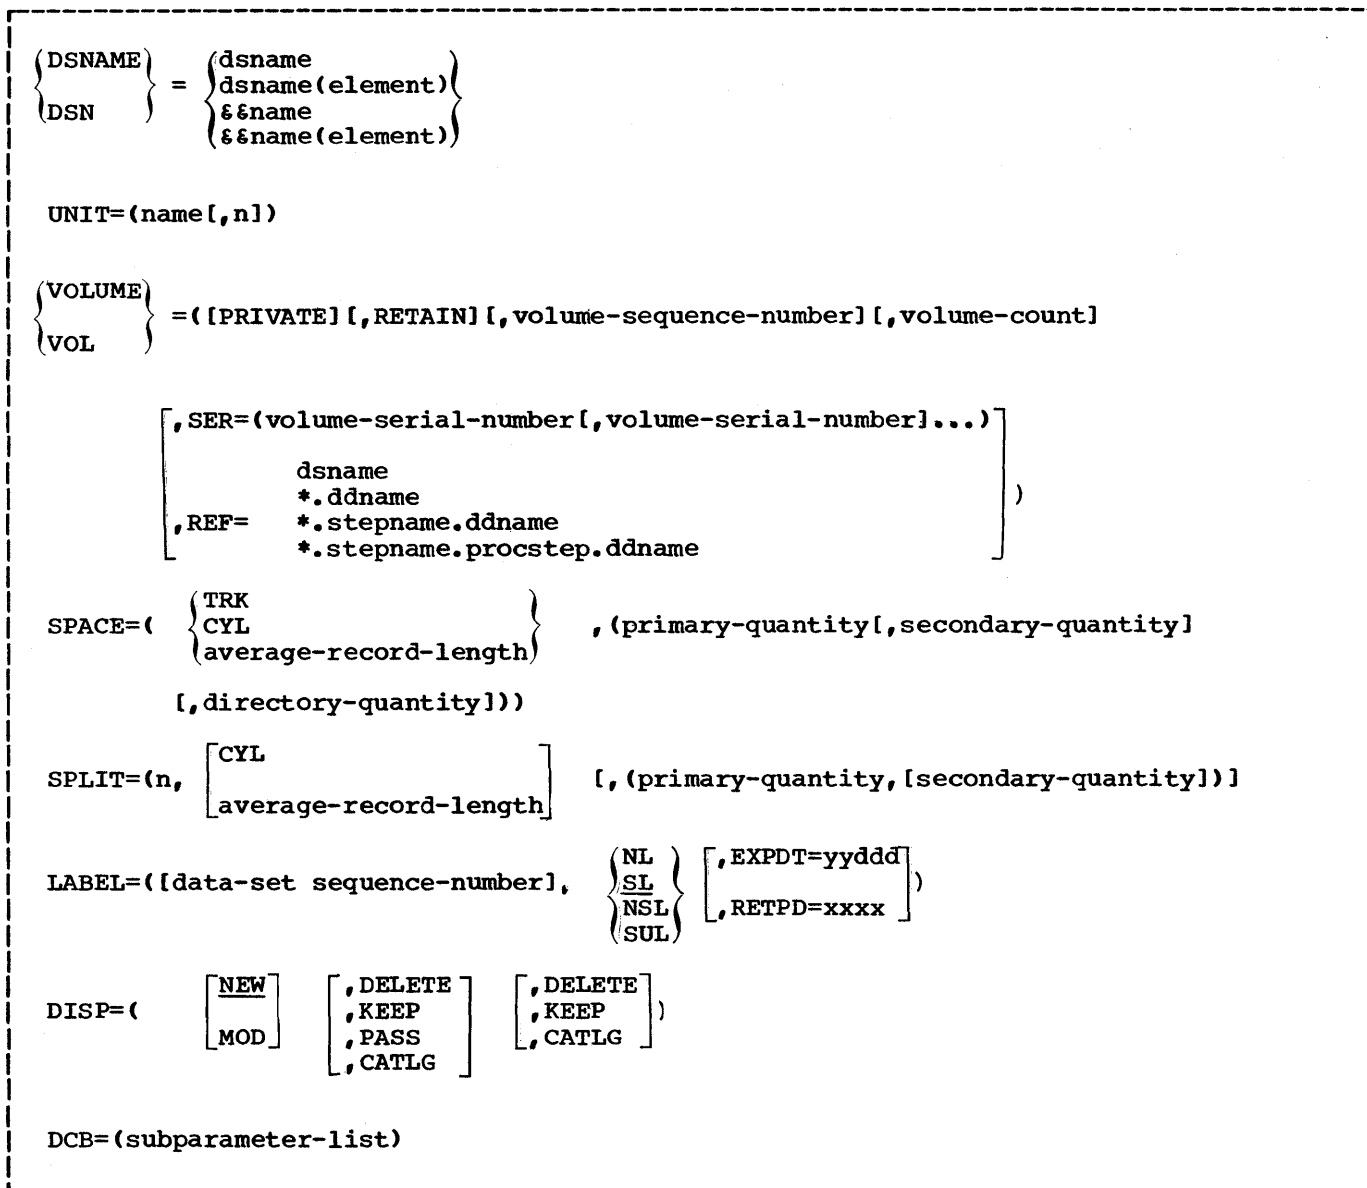 DSNAME
DSN
=
dsname
dsname(element)
&&name
&&name(element)
UNIT=(name[,n])
VOLUME
VOL
=([PRIVATE][,RETAIN][,volume-sequence-number][,volume-count]
,SER=(volume-serial-number[,volume-serial-number]...)
dsname
*.ddname
,REF= *.stepname.ddname
*.stepname.procstep.ddname
)
SPACE=(
TRK
CYL
average-record-length
,(primary-quantity[,secondary-quantity]
[,directory-quantity]))
SPLIT=(n,
CYL
average-record-length
[,(primary-quantity,[secondary-quantity])]
LABEL=([data-set sequence-number],
NL
SL
NSL
SUL
,EXPDT=yyddd
,RETPD=xxxx
)
DISP=(
NEW
MOD
,DELETE
,KEEP
,PASS
,CATLG
,DELETE
,KEEP
,CATLG
)
DCB=(subparameter-list)